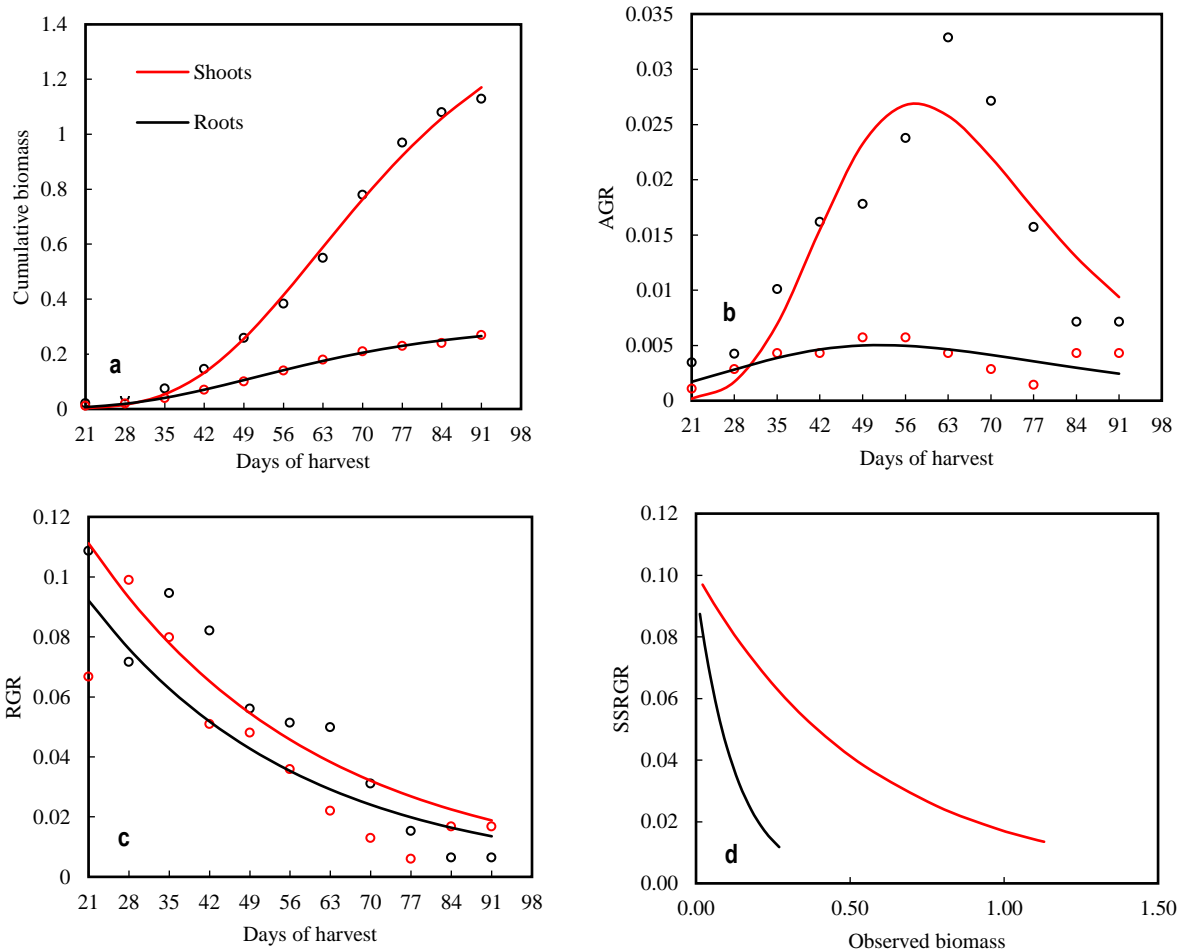 Cumulative biomass
1.4
1.2
1
0.8
0.6
0.4
0.2
0
Shoots
Roots
a
21 28 35 42 49 56 63 70 77 84 91 98
Days of harvest
AGR
0.035
0.03
0.025
0.02
0.015
0.01
0.005
0
b
21 28 35 42 49 56 63 70 77 84 91 98
Days of harvest
RGR
0.12
0.1
0.08
0.06
0.04
0.02
0
c
21 28 35 42 49 56 63 70 77 84 91 98
Days of harvest
SSRGR
0.12
0.10
0.08
0.06
0.04
0.02
0.00
d
0.00 0.50 1.00 1.50
Observed biomass